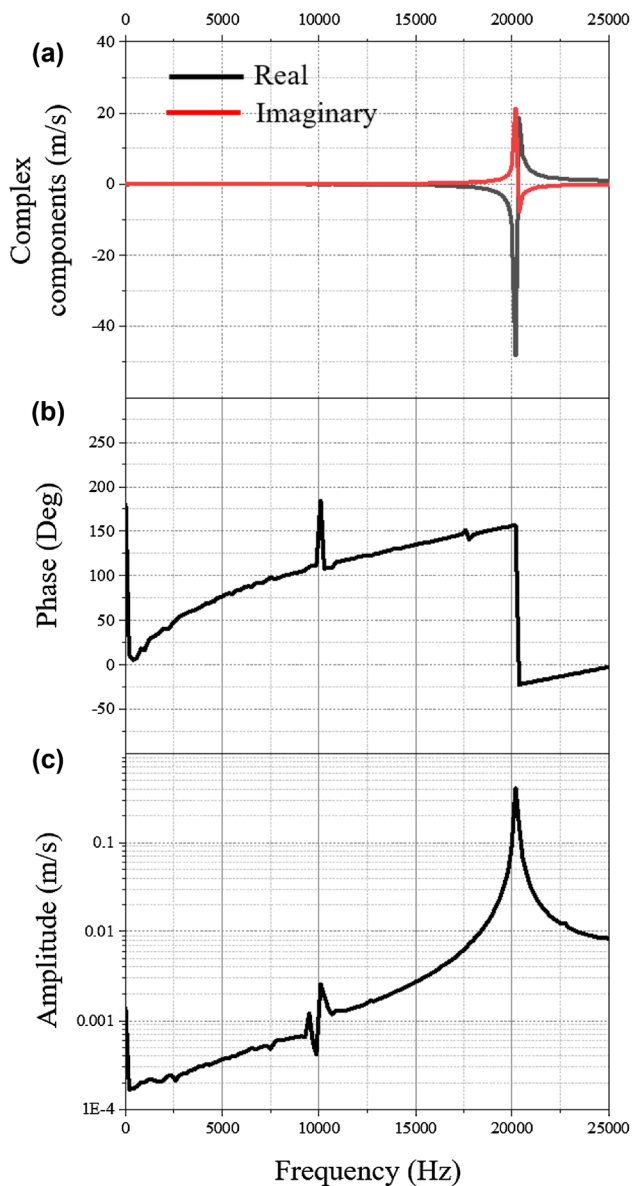 0 5000 10000 15000 20000 25000
(a)
40
20
0
-20
-40
Real
Imaginary
Complex
components (m/s)
(b)
250
200
150
100
50
0
-50
Phase (Deg)
(c)
0.1
0.01
0.001
1E-4
Amplitude (m/s)
0 5000 10000 15000 20000 25000
Frequency (Hz)